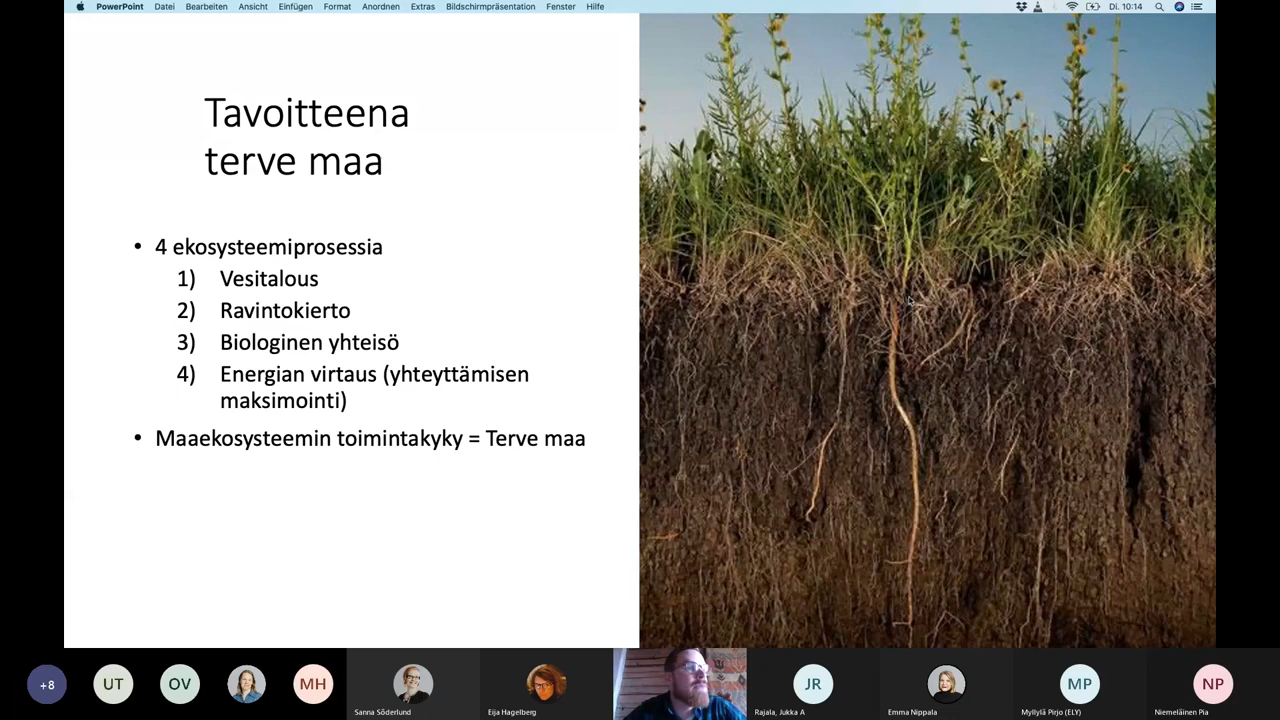 PowerPoint Datei Bearbeiten Ansicht Einfügen Format Anordnen Extras Bildschirmpräsentation Fenster Hilfe Di. 10:14
Tavoitteena
terve maa
• 4 ekosysteemiprosessia
1) Vesitalous
2) Ravintokierto
3) Biologinen yhteisö
4) Energian virtaus (yhteyttämisen
maksimointi)
• Maaekosysteemin toimintakyky = Terve maa
+8 UT OV MH JR MP NP
Sanna Söderlund Eija Hagelberg Rajala, Jukka A Emma Nippala Myllylä Pirjo (ELY) Niemeläinen Pia